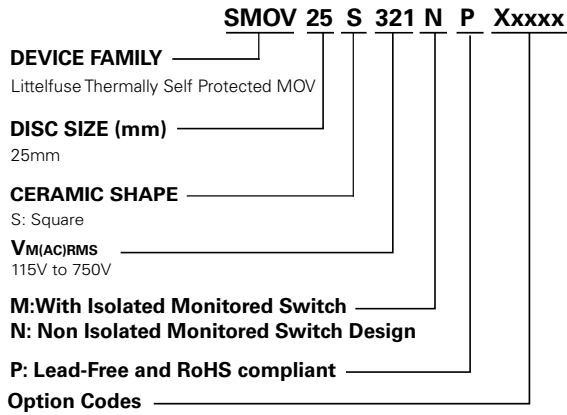 SMOV 25 S 321 N P Xxxxx
DEVICE FAMILY
Littelfuse Thermally Self Protected MOV
DISC SIZE (mm)
25mm
CERAMIC SHAPE
S: Square
VM(AC)RMS
115V to 750V
M:With Isolated Monitored Switch
N: Non Isolated Monitored Switch Design
P: Lead-Free and RoHS compliant
Option Codes